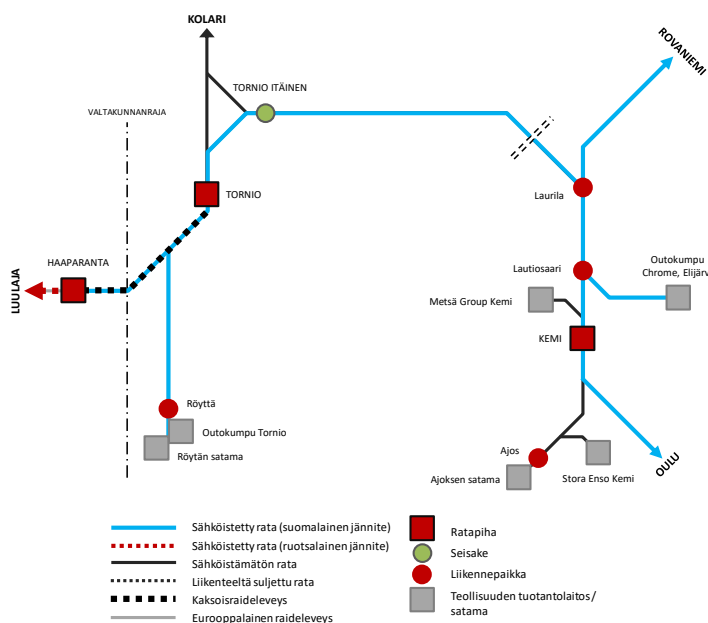 KOLARI
ROVANIEMI
TORNIO ITÄINEN
VALTAKUNNANRAJA
TORNIO
Laurila
HAAPARANTA
LUULAJA
Lautiosaari
Outokumpu
Chrome, Elijärvi
Metsä Group Kemi
KEMI
Röyttä
Outokumpu Tornio
Röytän satama
Ajos
Ajoksen satama
Stora Enso Kemi
OULU
Sähköistetty rata (suomalainen jännite)
Sähköistetty rata (ruotsalainen jännite)
Sähköistämätön rata
Liikenteeltä suljettu rata
Kaksoisraideleveys
Eurooppalainen raideleveys
Ratapiha
Seisake
Liikennepaikka
Teollisuuden tuotantolaitos/
satama